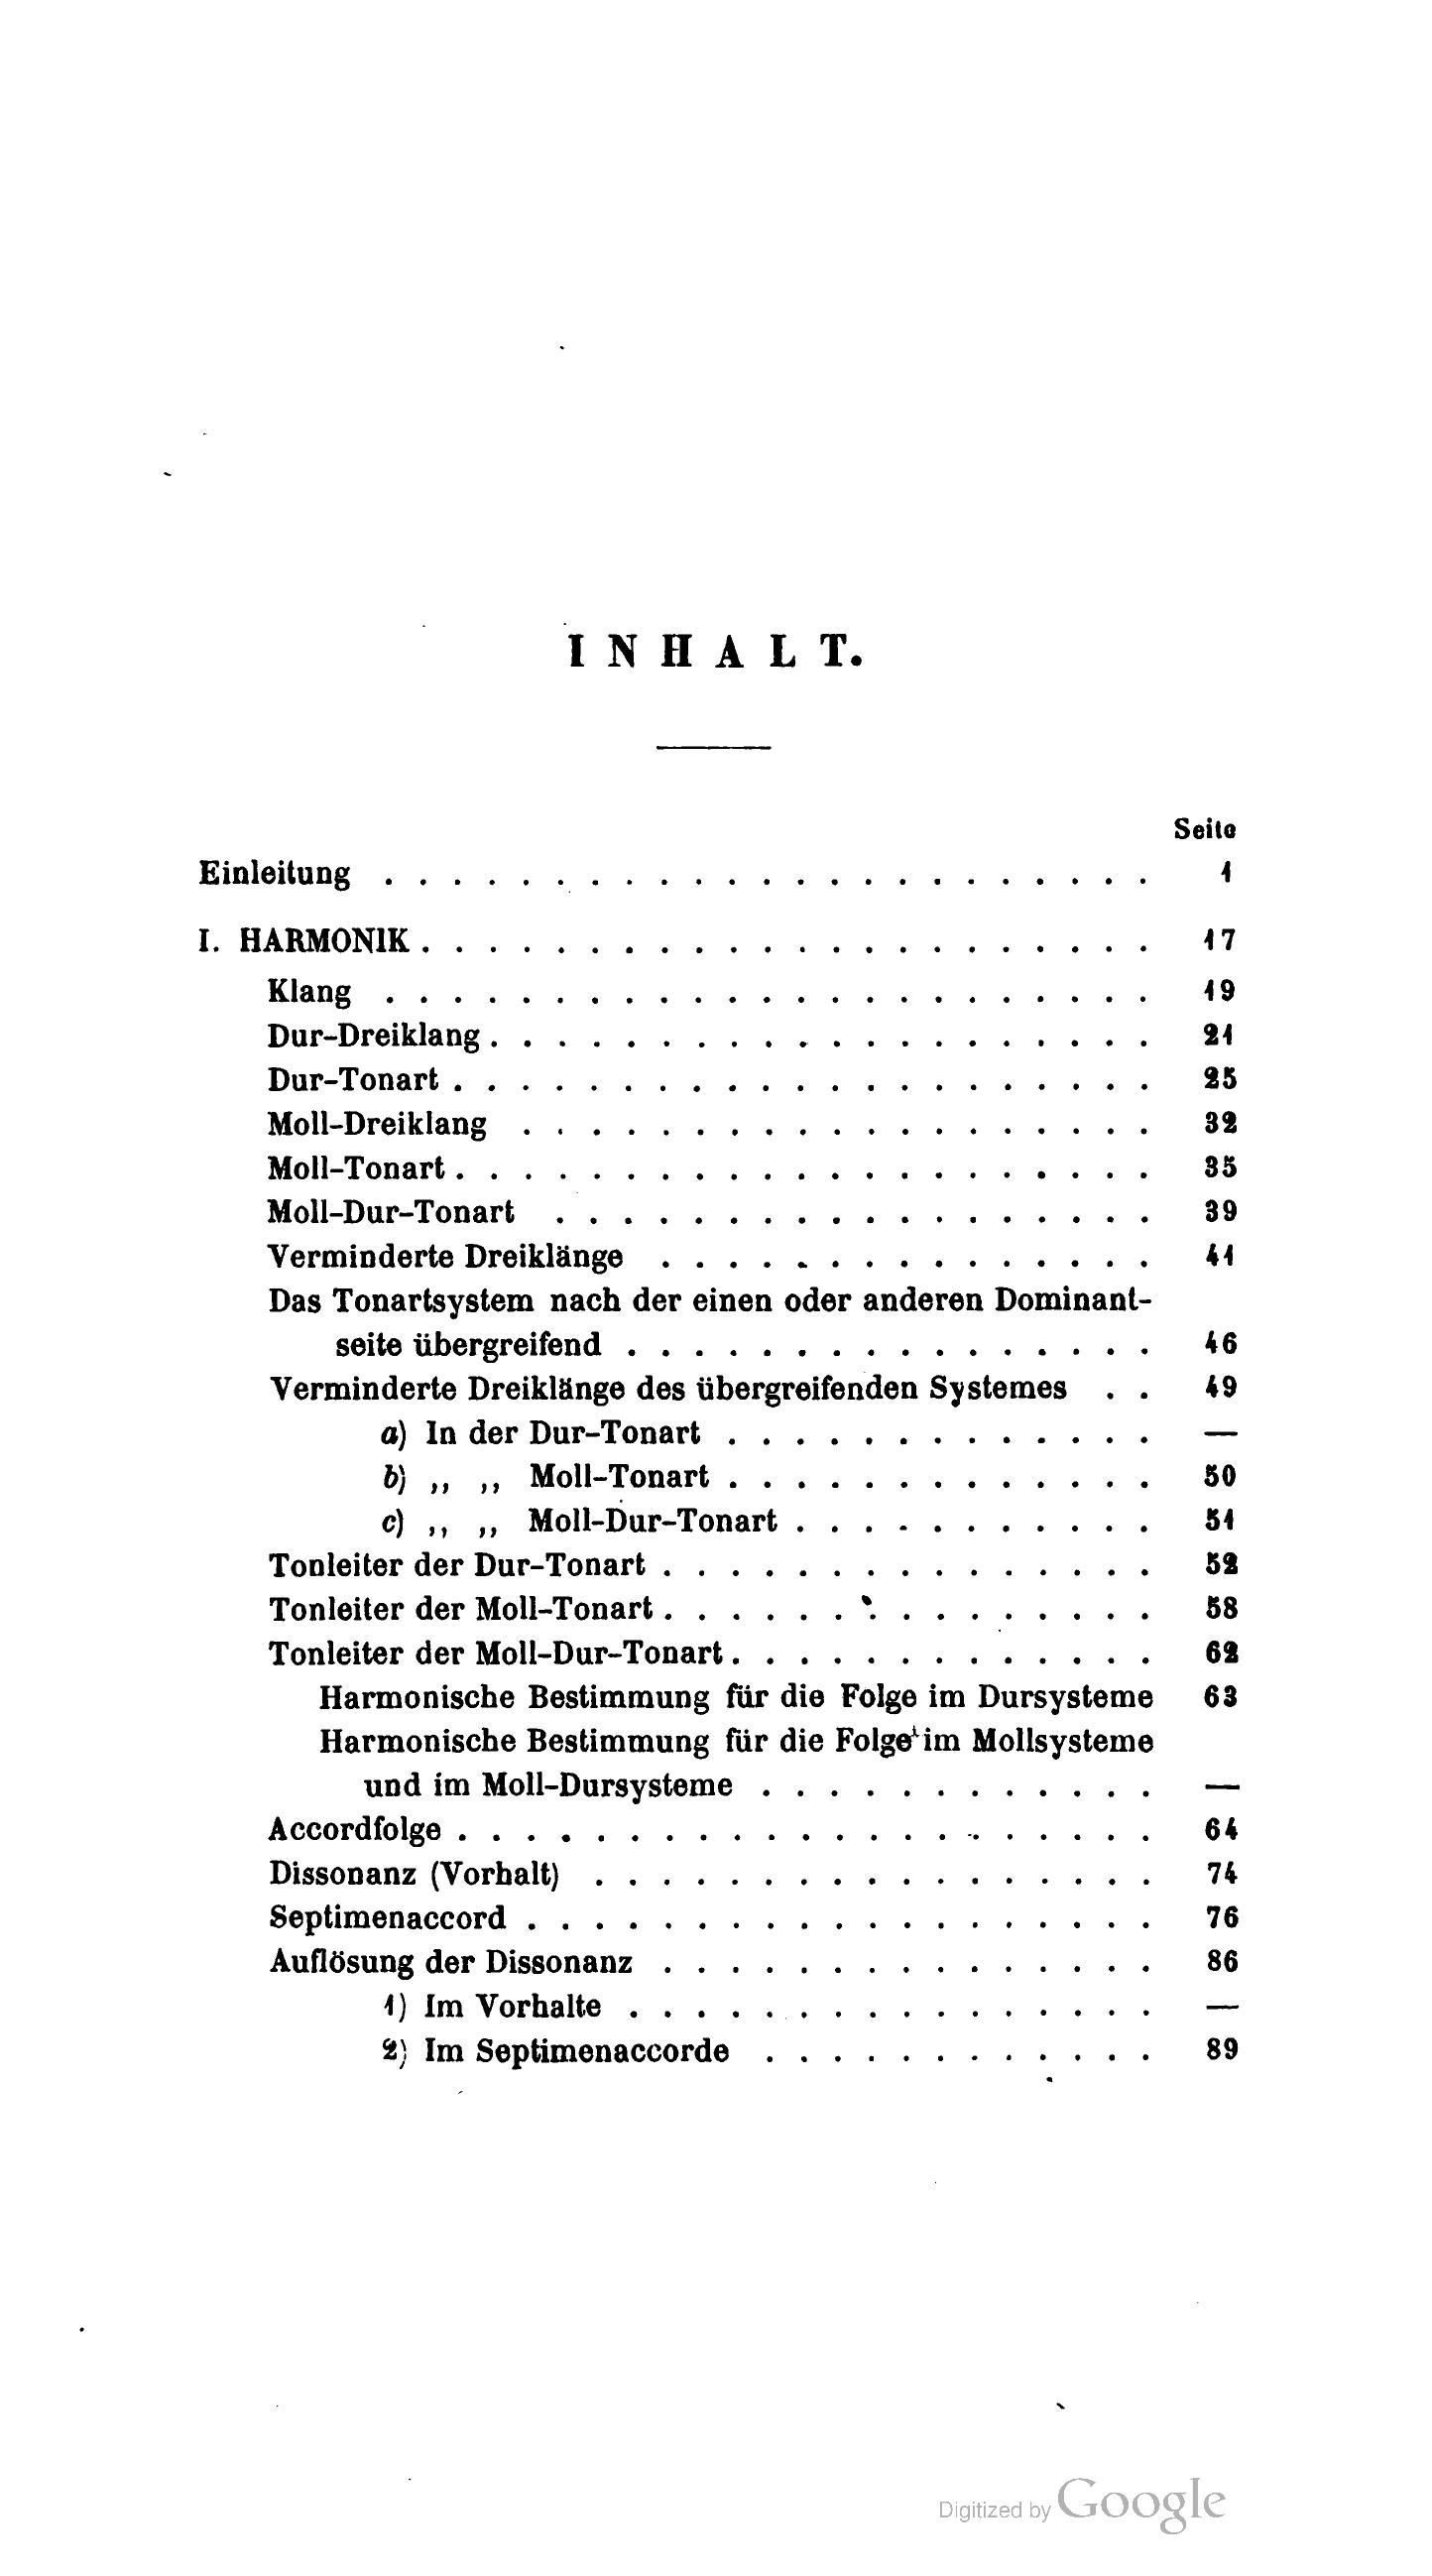 INHALT.
Seite
Einleitung . . . . . . . . . . . . . . . . . . . . . . . 1
I. HARMONIK . . . . . . . . . . . . . . . . . . . . . . 17
Klang . . . . . . . . . . . . . . . . . . . . . . . 19
Dur-Dreiklang . . . . . . . . . . . . . . . . . . . . 21
Dur-Tonart . . . . . . . . . . . . . . . . . . . . . 25
Moll-Dreiklang . . . . . . . . . . . . . . . . . . . 32
Moll-Tonart . . . . . . . . . . . . . . . . . . . . . 35
Moll-Dur-Tonart . . . . . . . . . . . . . . . . . . 39
Verminderte Dreiklänge . . . . . . . . . . . . . . . 41
Das Tonartsystem nach der einen oder anderen Dominant-
seite übergreifend . . . . . . . . . . . . . . . . 46
Verminderte Dreiklänge des übergreifenden Systemes . . 49
a) In der Dur-Tonart . . . . . . . . . . . . . —
b) ,, ,, Moll-Tonart . . . . . . . . . . . . . 50
c) ,, ,, Moll-Dur-Tonart . . . . . . . . . . . 51
Tonleiter der Dur-Tonart . . . . . . . . . . . . . . . 52
Tonleiter der Moll-Tonart . . . . . . . . . . . . . . . 58
Tonleiter der Moll-Dur-Tonart . . . . . . . . . . . . . 62
Harmonische Bestimmung für die Folge im Dursysteme 63
Harmonische Bestimmung für die Folge im Mollsysteme
und im Moll-Dursysteme . . . . . . . . . . . . —
Accordfolge . . . . . . . . . . . . . . . . . . . . . 64
Dissonanz (Vorhalt) . . . . . . . . . . . . . . . . . 74
Septimenaccord . . . . . . . . . . . . . . . . . . . 76
Auflösung der Dissonanz . . . . . . . . . . . . . . . 86
1) Im Vorhalte . . . . . . . . . . . . . . . . —
2) Im Septimenaccorde . . . . . . . . . . . . 89
Digitized by Google